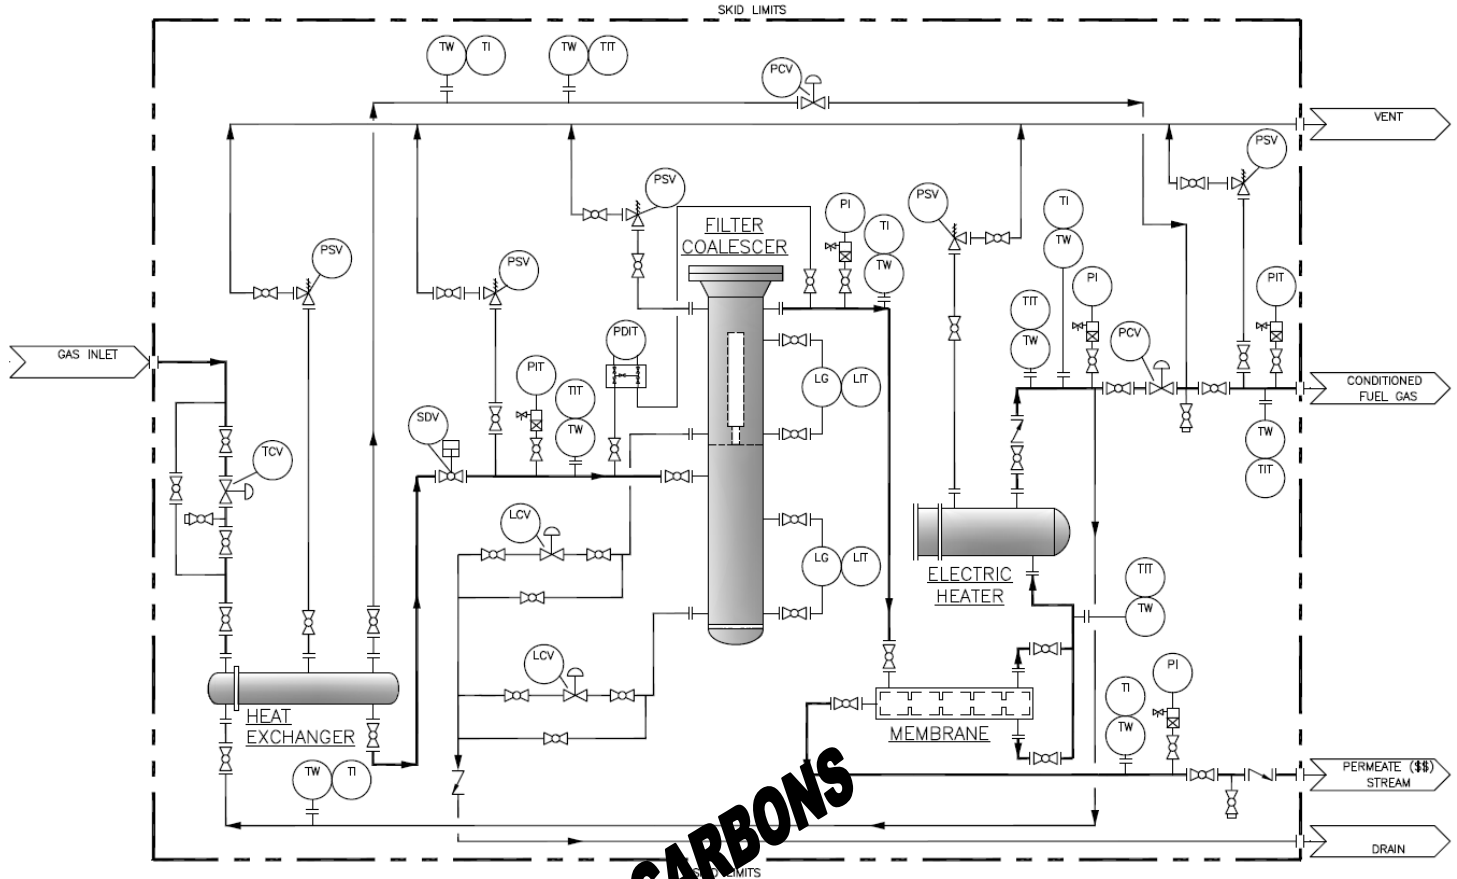 SKID LIMITS
TW TI
TW TIT
PCV
VENT
PSV
PSV
PSV
PI
TI
TW
PSV
TI
TW
FILTER
COALESCER
PSV
PSV
PI
TIT
TW
PIT
PDIT
PCV
GAS INLET
PIT
TIT
TW
LG LIT
CONDITIONED
FUEL GAS
SDV
TCV
TW
TIT
LCV
LG LIT
ELECTRIC
HEATER
TIT
TW
LCV
PI
TI
TW
HEAT
EXCHANGER
MEMBRANE
TW TI
PERMEATE ($$)
STREAM
CARBONS
DRAIN
SKID LIMITS